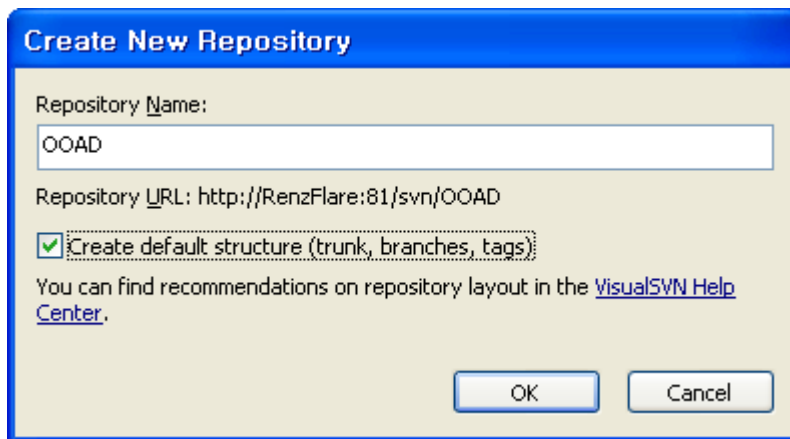 Create New Repository
Repository Name:
OOAD
Repository URL: http://RenzFlare:81/svn/OOAD
Create default structure (trunk, branches, tags)
You can find recommendations on repository layout in the VisualSVN Help
Center.
OK Cancel